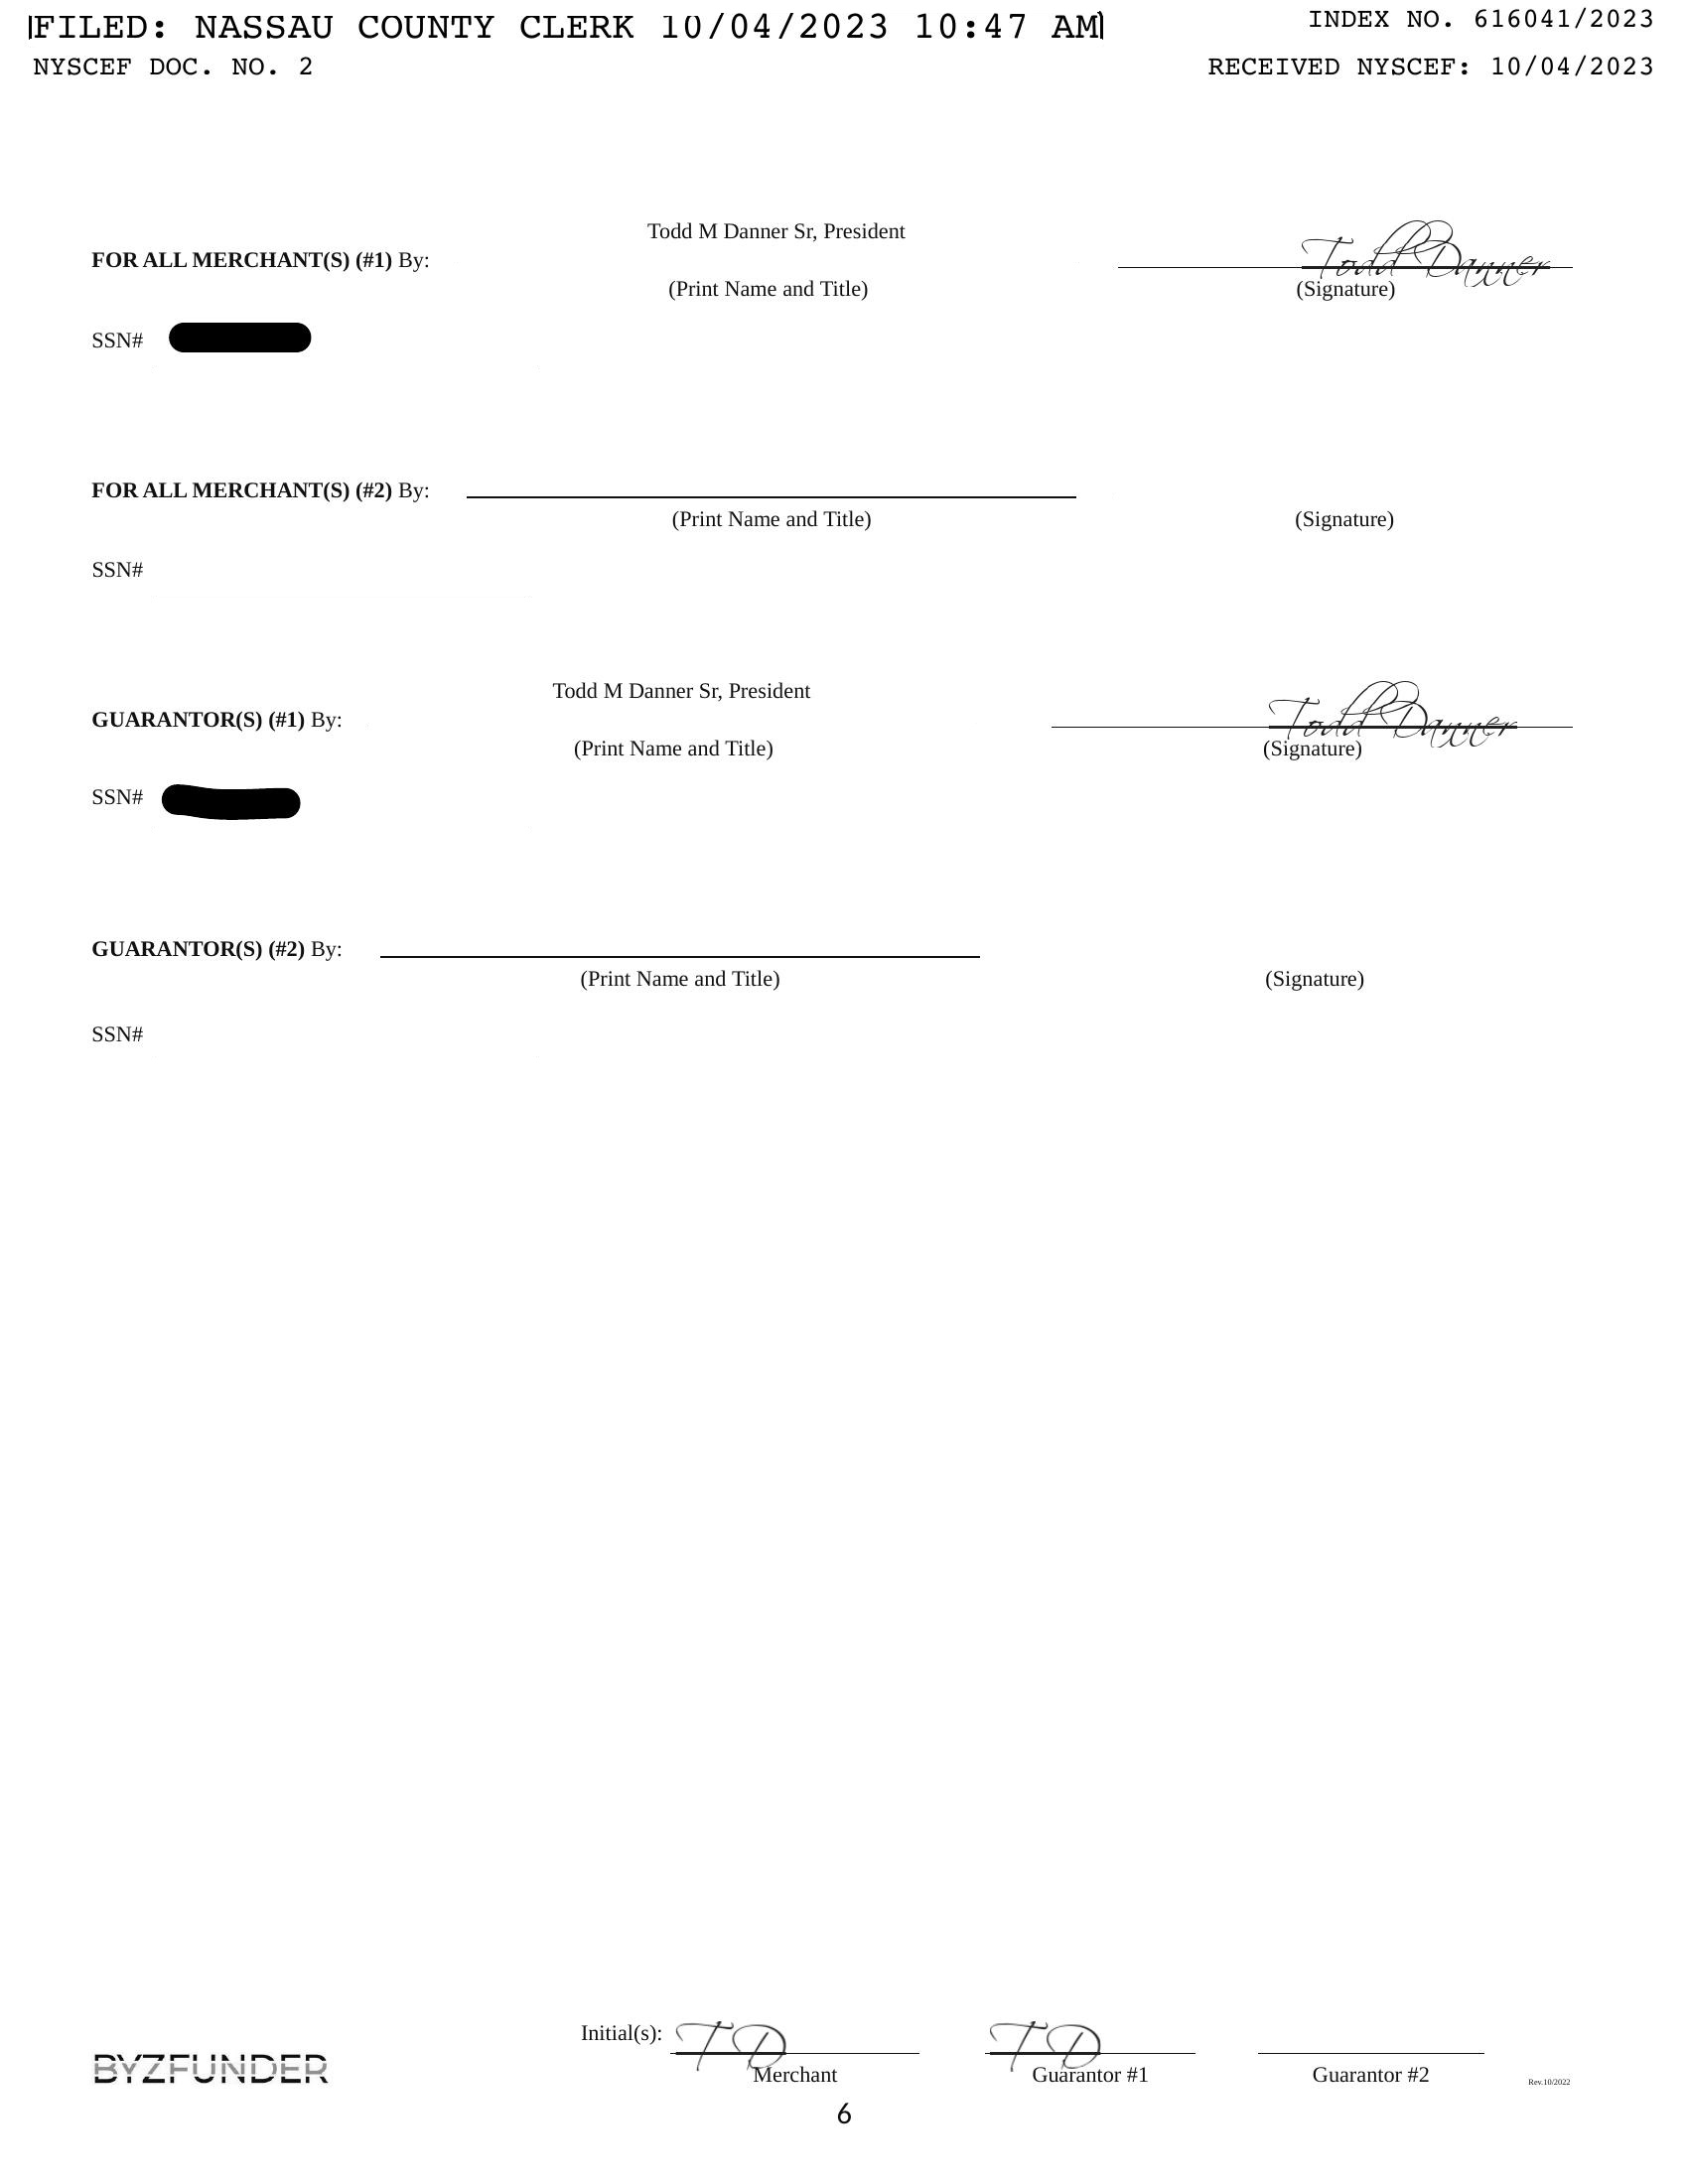 FILED: NASSAU COUNTY CLERK 10/04/2023 10:47 AM
INDEX NO. 616041/2023
NYSCEF DOC. NO. 2
RECEIVED NYSCEF: 10/04/2023
Todd M Danner Sr, President
Todd Danner
FOR ALL MERCHANT(S) (#1) By:
(Print Name and Title)
(Signature)
SSN#
FOR ALL MERCHANT(S) (#2) By:
(Print Name and Title)
(Signature)
SSN#
Todd M Danner Sr, President
Todd Danner
GUARANTOR(S) (#1) By:
(Print Name and Title)
(Signature)
SSN#
GUARANTOR(S) (#2) By:
(Print Name and Title)
(Signature)
SSN#
Initial(s): T D T D
BYZFUNDER
Merchant Guarantor #1 Guarantor #2
Rev.10/2022
6